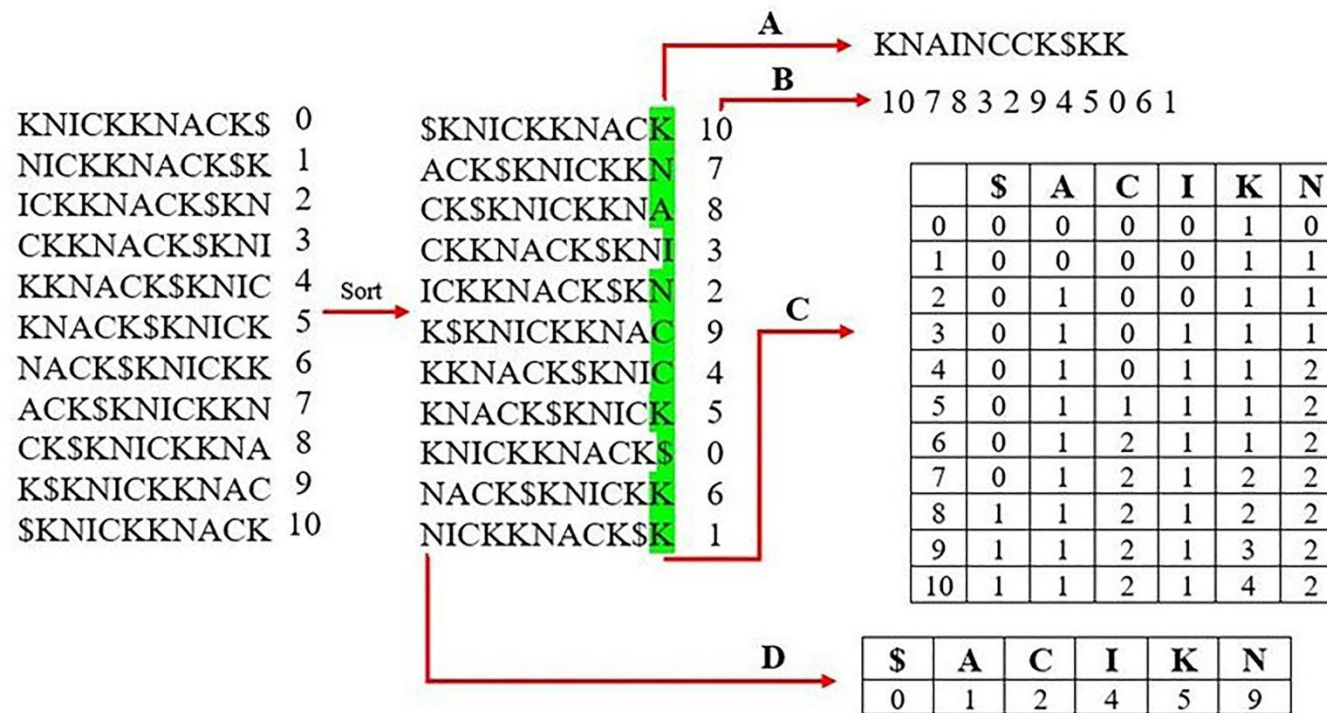 A
KNAINCCK$KK
B
10 7 8 3 2 9 4 5 0 6 1
KNICKKNACK$ 0
NICKKNACK$K 1
ICKKNACK$KN 2
CKKNACK$KNI 3
KKNACK$KNIC 4
KNACK$KNICK 5
NACK$KNICKK 6
ACK$KNICKKN 7
CK$KNICKKNA 8
K$KNICKKNAC 9
$KNICKKNACK 10
Sort
$KNICKKNACK 10
ACK$KNICKKN 7
CK$KNICKKNA 8
CKKNACK$KNI 3
ICKKNACK$KN 2
K$KNICKKNAC 9
KKNACK$KNIC 4
KNACK$KNICK 5
KNICKKNACK$ 0
NACK$KNICKK 6
NICKKNACK$K 1
C
$ A C I K N
0 0 0 0 0 1 0
1 0 0 0 0 1 1
2 0 1 0 0 1 1
3 0 1 0 1 1 1
4 0 1 0 1 1 2
5 0 1 1 1 1 2
6 0 1 2 1 1 2
7 0 1 2 1 2 2
8 1 1 2 1 2 2
9 1 1 2 1 3 2
10 1 1 2 1 4 2
D
$ A C I K N
0 1 2 4 5 9